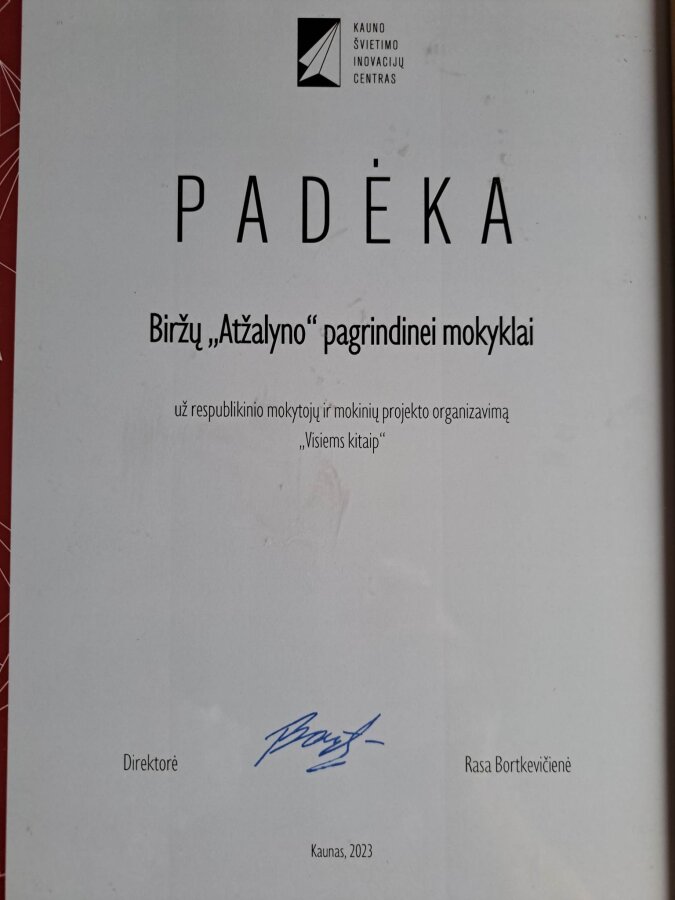 KAUNO
ŠVIETIMO
INOVACIJŲ
CENTRAS
PADĖKA
Biržų „Atžalyno“ pagrindinei mokyklai
už respublikinio mokytojų ir mokinių projekto organizavimą
„Visiems kitaip“
Direktorė
Rasa Bortkevičienė
Kaunas, 2023